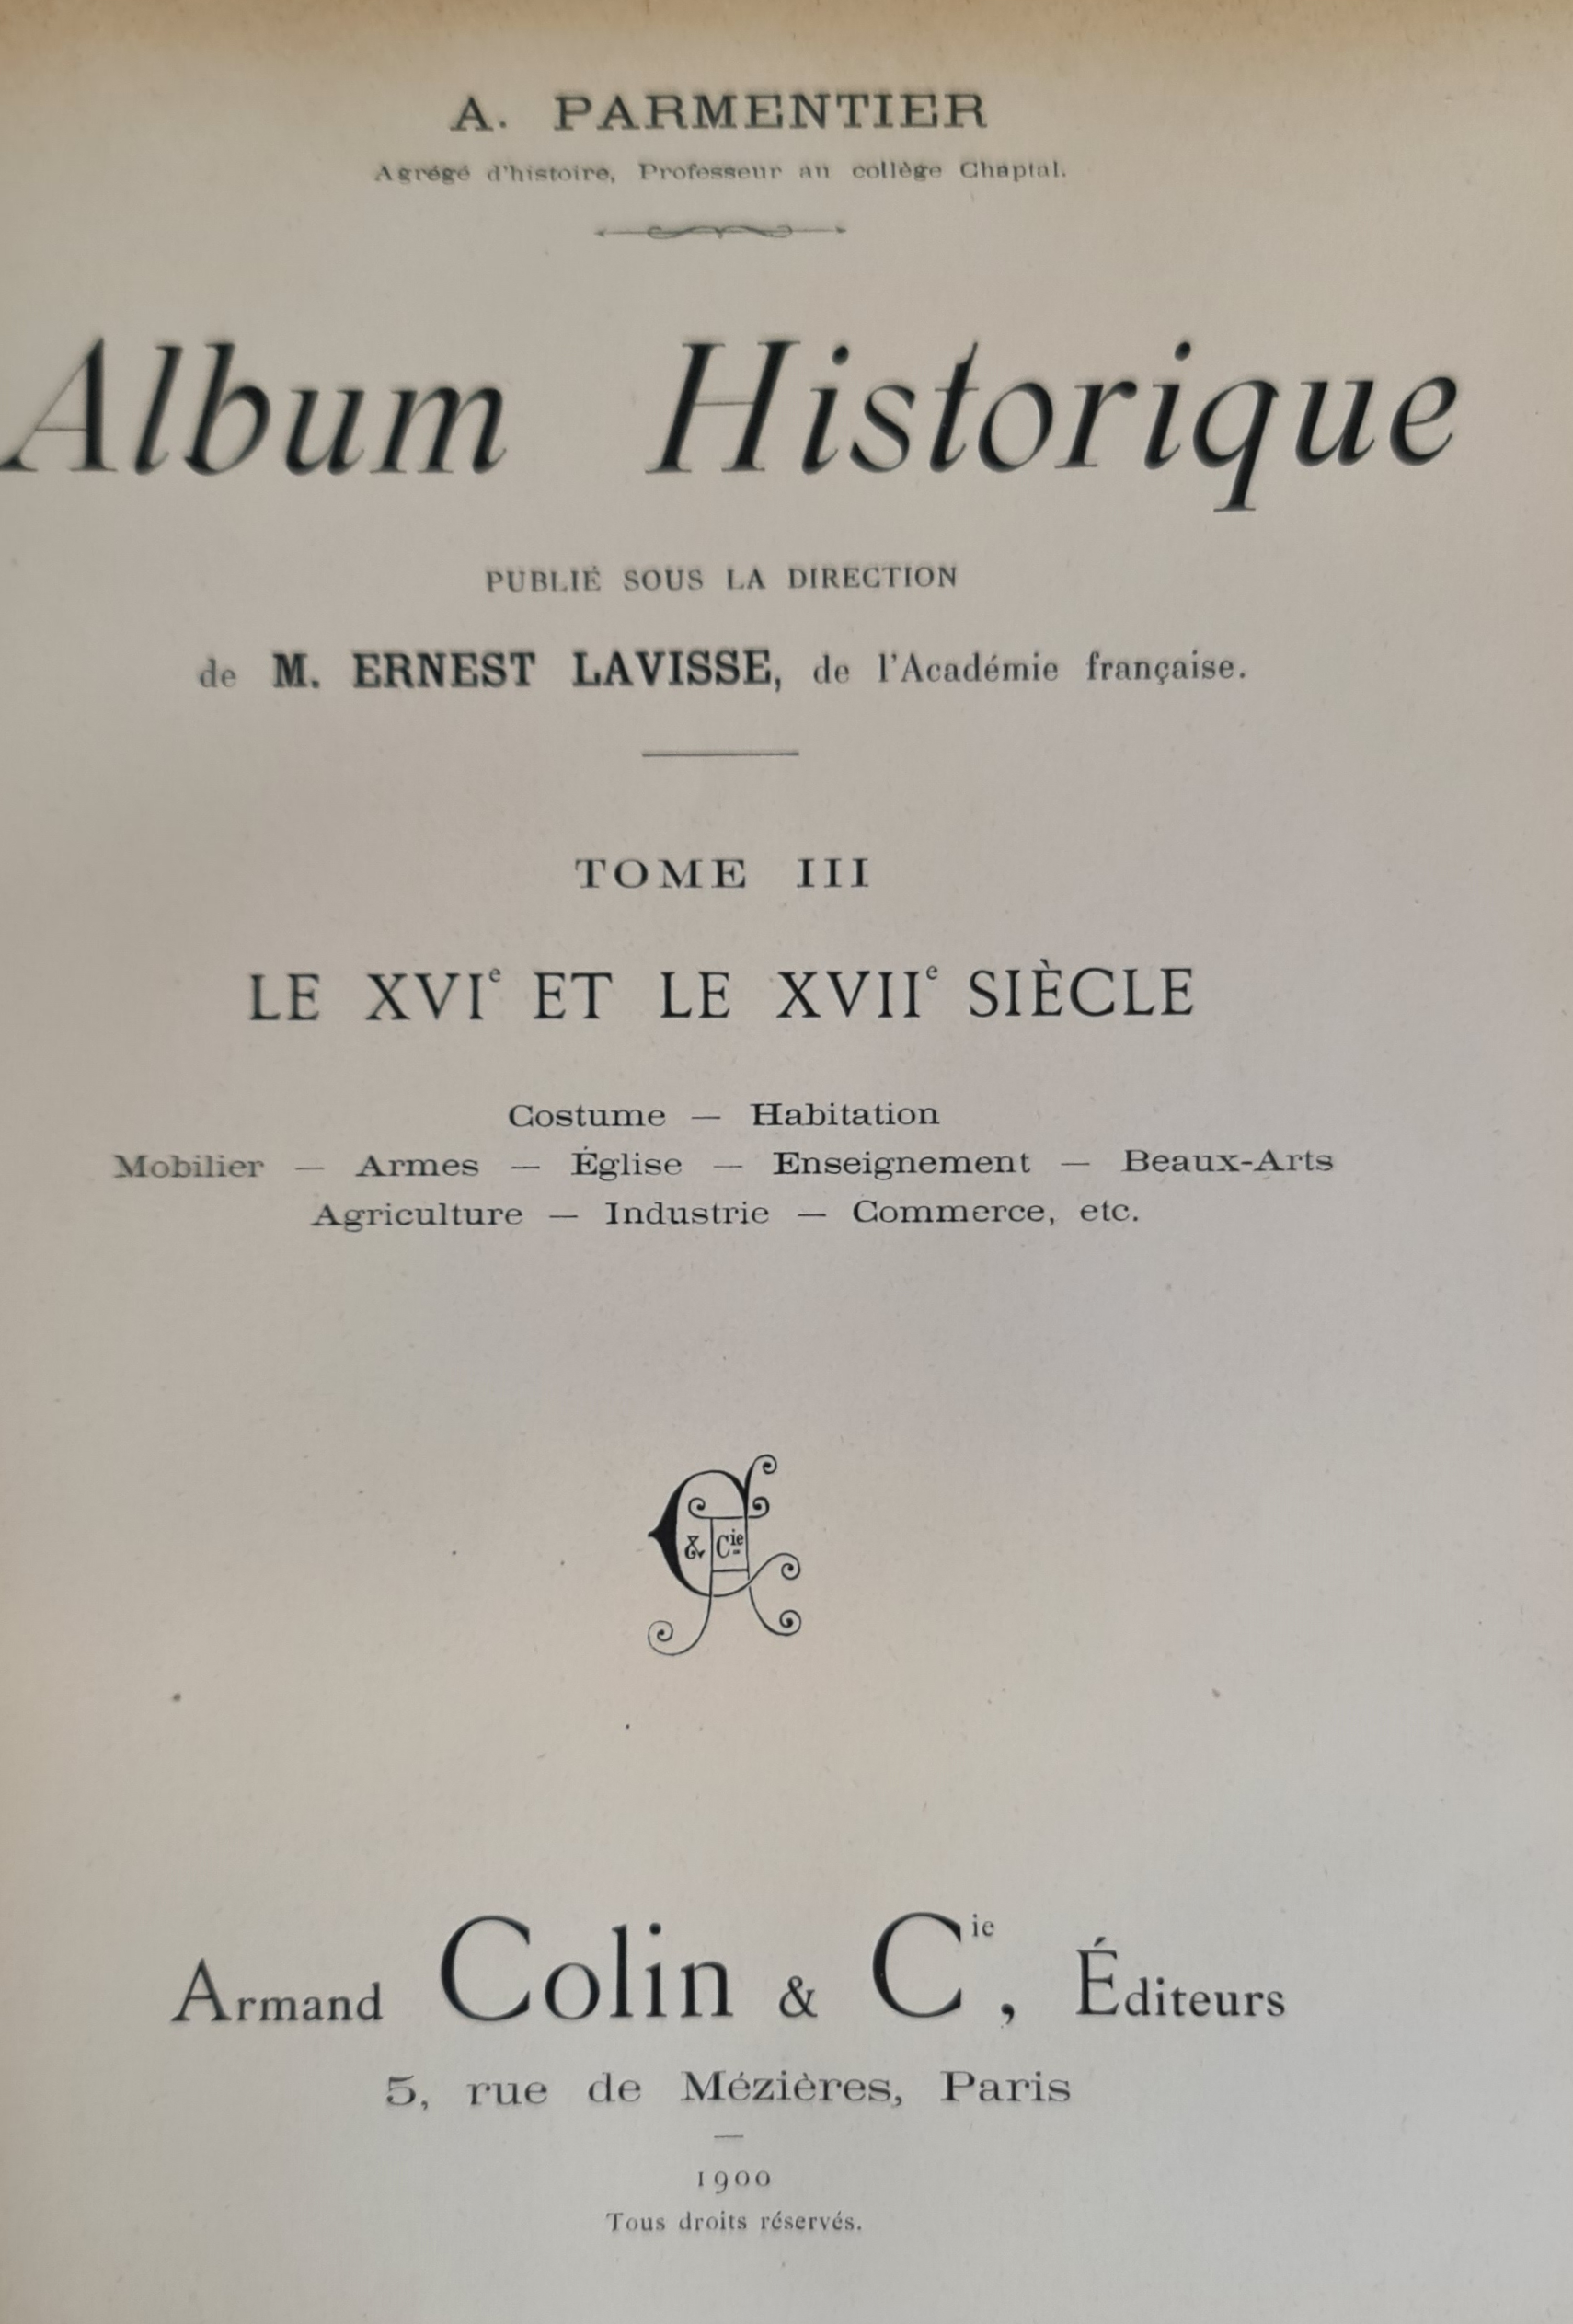 A. PARMENTIER
Agrégé d'histoire, Professeur au collège Chaptal.
Album Historique
PUBLIÉ SOUS LA DIRECTION
de M. ERNEST LAVISSE, de l'Académie française.
TOME III
LE XVIe ET LE XVIIe SIÈCLE
Costume — Habitation
Mobilier — Armes — Église — Enseignement — Beaux-Arts
Agriculture — Industrie — Commerce, etc.
AC & Cie
Armand Colin & Cie, Éditeurs
5, rue de Mézières, Paris
1900
Tous droits réservés.